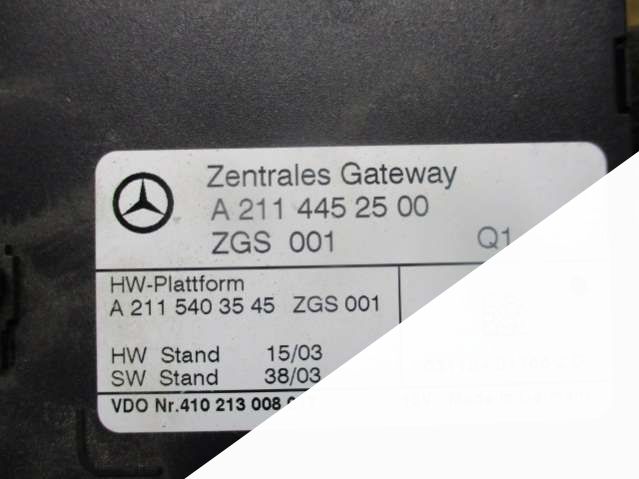 Zentrales Gateway
A 211 445 25 00
ZGS 001 Q1
HW-Plattform
A 211 540 35 45 ZGS 001
HW Stand 15/03
SW Stand 38/03
VDO Nr.410 213 008